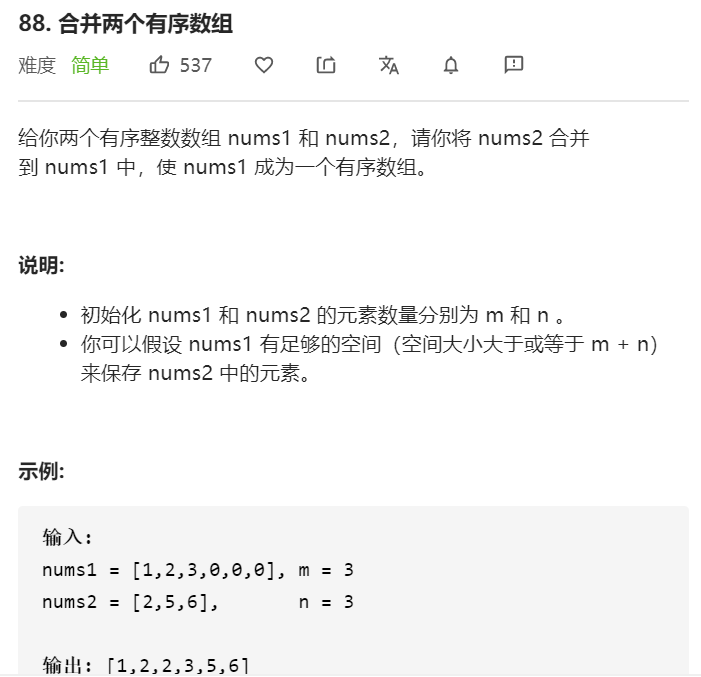 88. 合并两个有序数组
难度 简单 537
给你两个有序整数数组 nums1 和 nums2，请你将 nums2 合并
到 nums1 中，使 nums1 成为一个有序数组。
说明:
• 初始化 nums1 和 nums2 的元素数量分别为 m 和 n 。
• 你可以假设 nums1 有足够的空间（空间大小大于或等于 m + n）
来保存 nums2 中的元素。
示例:
输入：
nums1 = [1,2,3,0,0,0], m = 3
nums2 = [2,5,6],       n = 3
输出：[1,2,2,3,5,6]